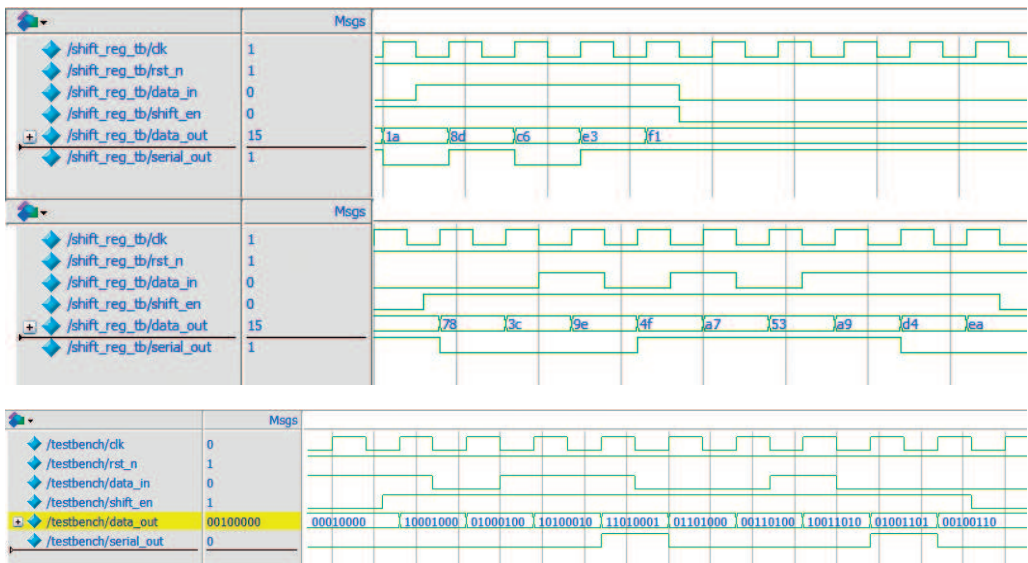 Msgs
/shift_reg_tb/clk 1
/shift_reg_tb/rst_n 1
/shift_reg_tb/data_in 0
/shift_reg_tb/shift_en 0
/shift_reg_tb/data_out 15 1a 8d c6 e3 f1
/shift_reg_tb/serial_out 1
Msgs
/shift_reg_tb/clk 1
/shift_reg_tb/rst_n 1
/shift_reg_tb/data_in 0
/shift_reg_tb/shift_en 0
/shift_reg_tb/data_out 15 78 3c 9e 4f a7 53 a9 d4 ea
/shift_reg_tb/serial_out 1
Msgs
/testbench/clk 0
/testbench/rst_n 1
/testbench/data_in 0
/testbench/shift_en 1
/testbench/data_out 00100000 00010000 10001000 01000100 10100010 11010001 01101000 00110100 10011010 01001101 00100110
/testbench/serial_out 0